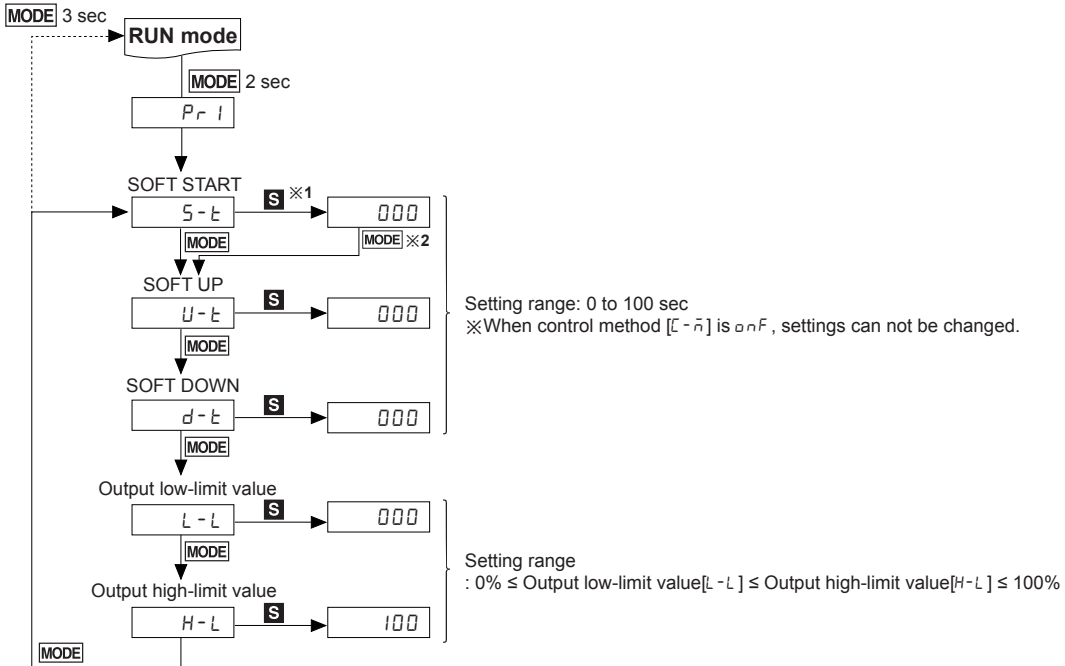 MODE 3 sec
RUN mode
MODE 2 sec
Pr1
SOFT START
S-t
S ※1
000
MODE
MODE ※2
SOFT UP
U-t
S
000
MODE
SOFT DOWN
d-t
S
000
MODE
Setting range: 0 to 100 sec
※When control method [C-m] is onF, settings can not be changed.
Output low-limit value
L-L
S
000
MODE
Output high-limit value
H-L
S
100
MODE
Setting range
: 0% ≤ Output low-limit value[L-L] ≤ Output high-limit value[H-L] ≤ 100%